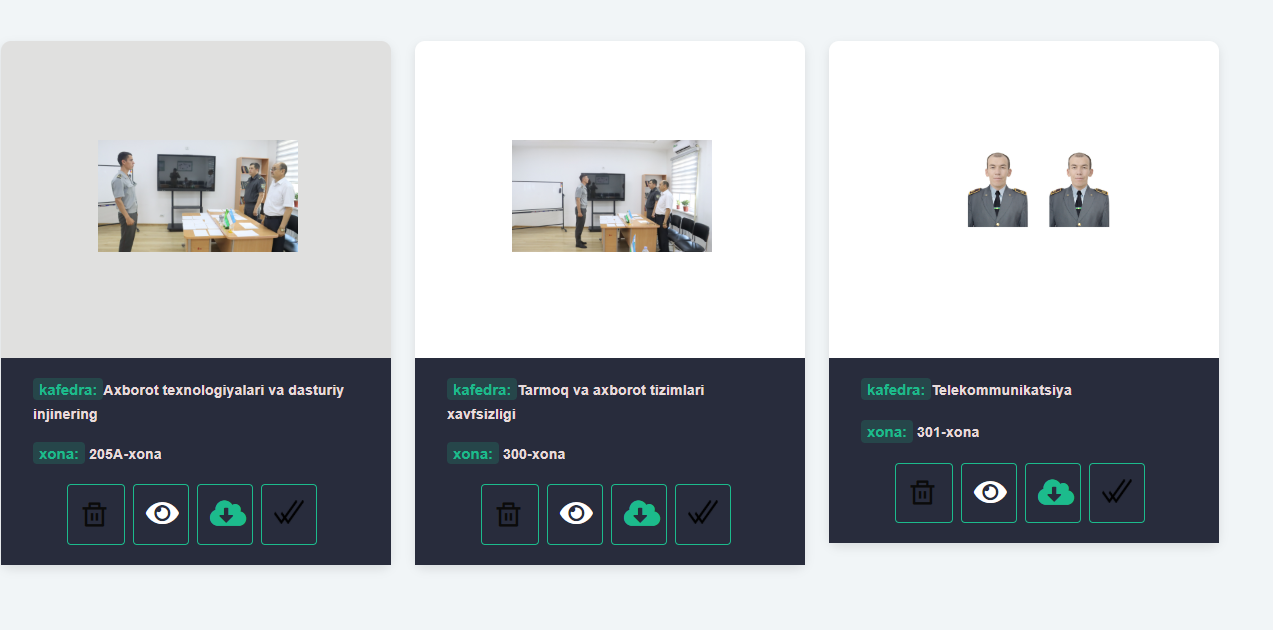 kafedra: Axborot texnologiyalari va dasturiy
injinering
xona: 205A-xona
kafedra: Tarmoq va axborot tizimlari
xavfsizligi
xona: 300-xona
kafedra: Telekommunikatsiya
xona: 301-xona